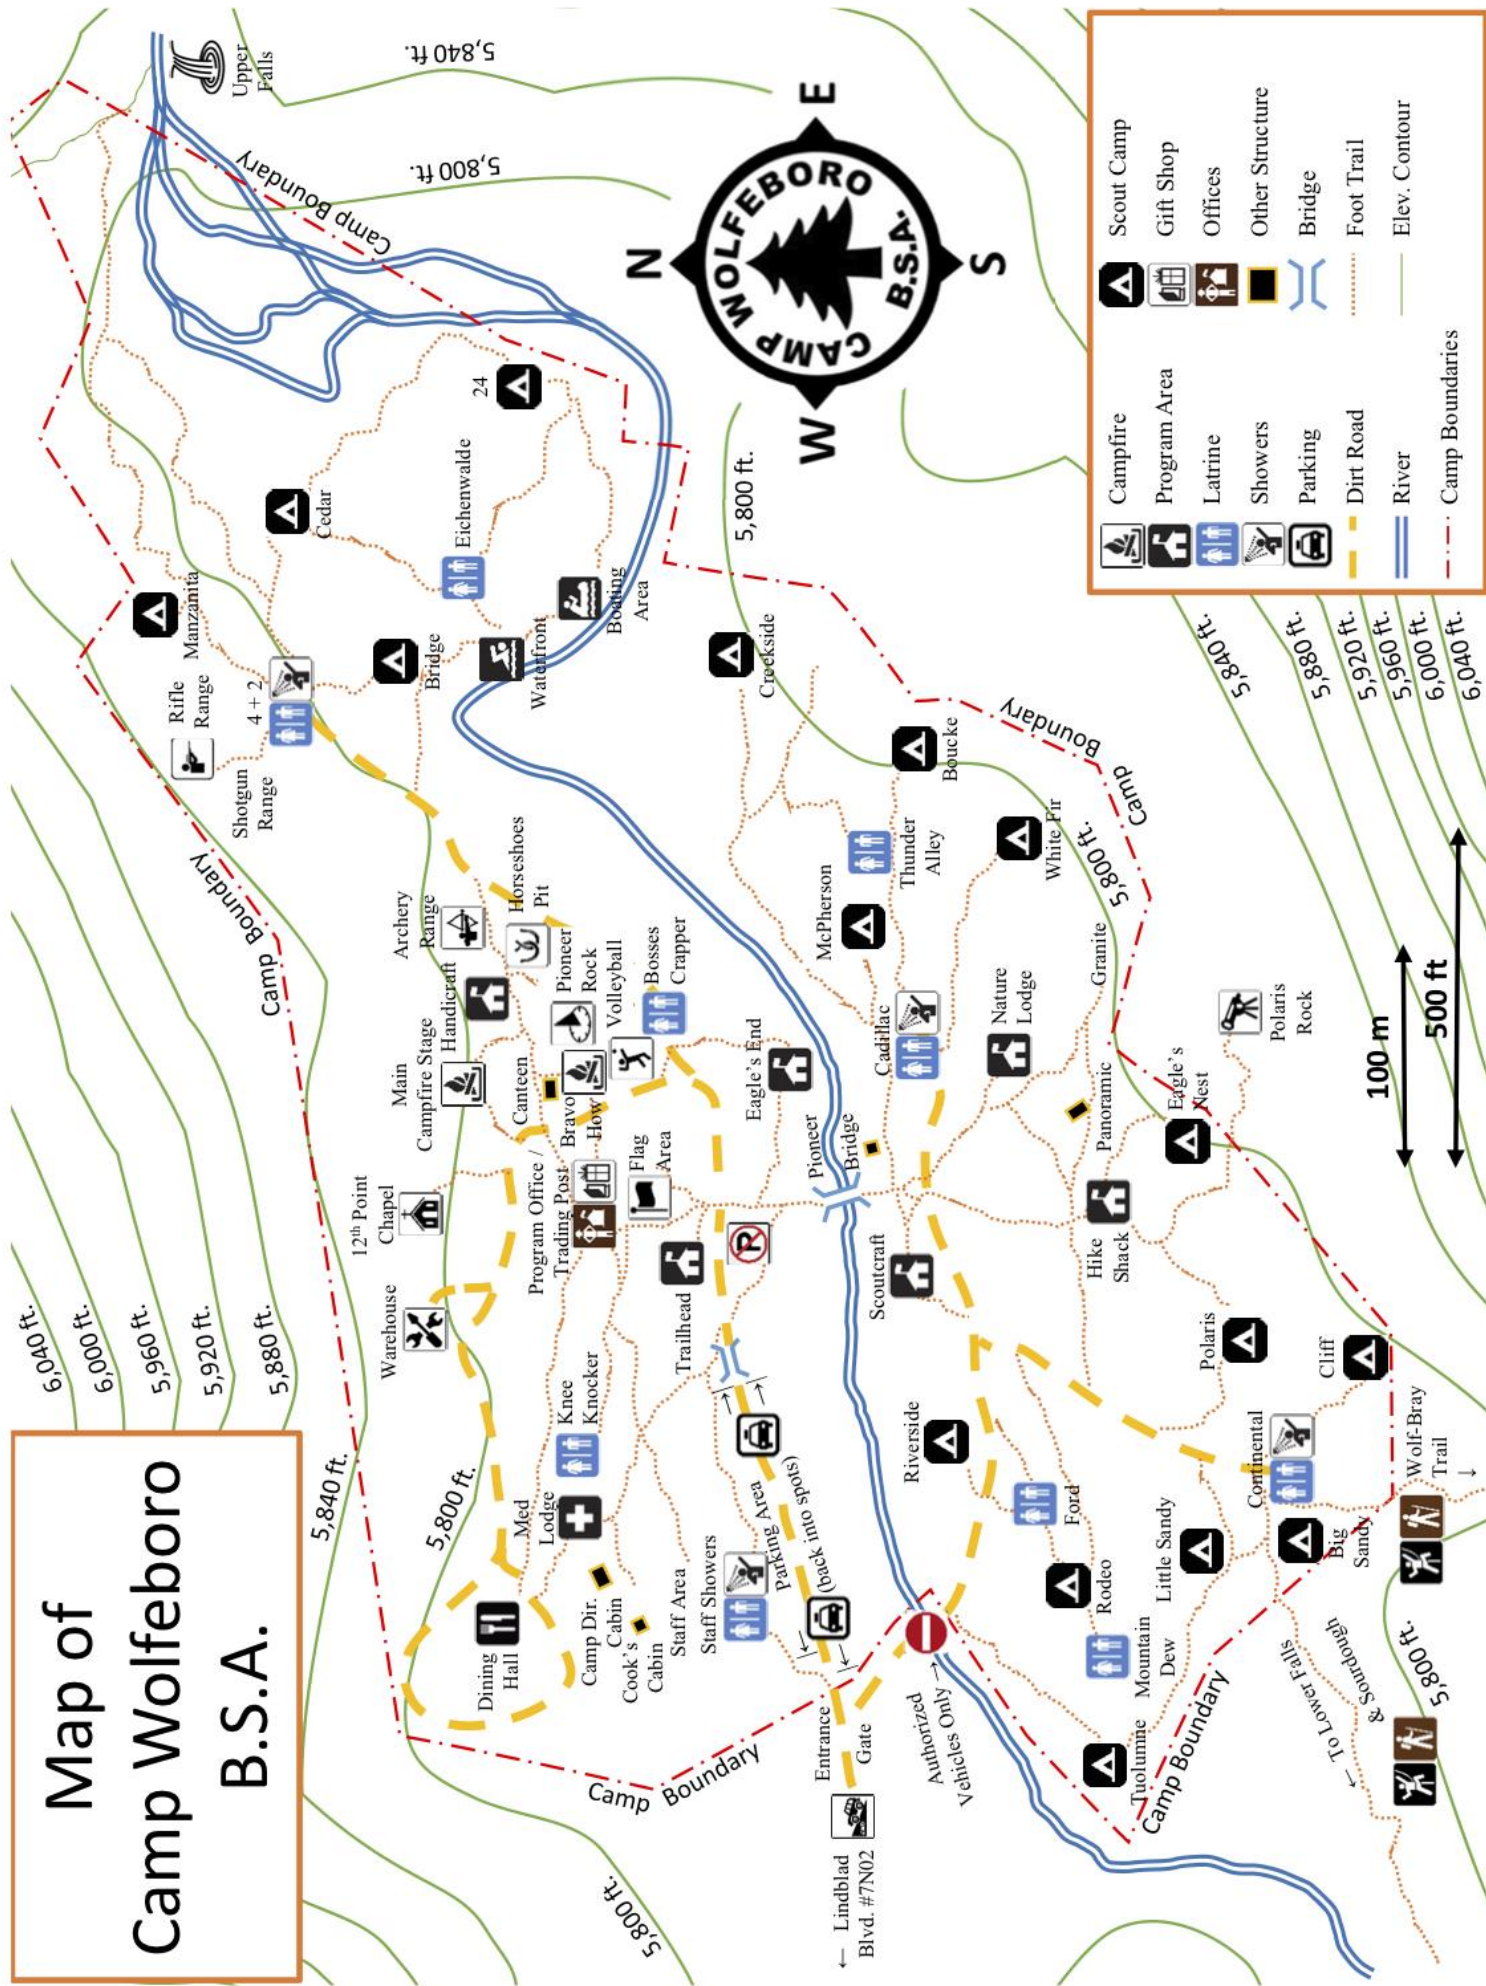 Map of
Camp Wolfeboro
B.S.A.
6,040 ft.
6,000 ft.
5,960 ft.
5,920 ft.
5,880 ft.
5,840 ft.
5,800 ft.
5,800 ft.
Camp Boundary
Camp Boundary
5,840 ft.
5,800 ft.
Upper
Falls
Manzanita
Rifle
Range
4 + 2
Shotgun
Range
Cedar
24
Bridge
Eichenwalde
Waterfront
Boating
Area
Archery
Range
Horseshoes
Pit
Handicraft
Pioneer
Rock
Volleyball
Bosses
Crapper
Main
Campfire Stage
Canteen
Bravo
How
12th Point
Chapel
Program Office /
Trading Post
Flag
Area
Warehouse
Trailhead
Eagle's End
P
Knee
Knocker
Med
Lodge
Dining
Hall
Camp Dir.
Cabin
Cook's
Cabin
Staff Area
Staff Showers
Parking Area
(back into spots)
Camp Boundary
Entrance
Gate
← Lindblad
Blvd. #7N02
Authorized
Vehicles Only →
Pioneer
Bridge
N
E
S
W
CAMP WOLFEBORO
B.S.A.
5,800 ft.
Creekside
Boucke
Thunder
Alley
McPherson
White Fir
Camp Boundary
5,800 ft.
Cadillac
Nature
Lodge
Granite
Panoramic
Eagle's
Nest
Polaris
Rock
Scoutcraft
Hike
Shack
Polaris
Cliff
Riverside
Ford
Rodeo
Continental
Little Sandy
Big
Sandy
Wolf-Bray
Trail
↓
Mountain
Dew
Tuolumne
Camp Boundary
← To Lower Falls
& Sourdough
5,800 ft.
5,840 ft.
5,880 ft.
5,920 ft.
5,960 ft.
6,000 ft.
6,040 ft.
100 m
500 ft
Campfire
Program Area
Latrine
Showers
Parking
Dirt Road
River
Camp Boundaries
Scout Camp
Gift Shop
Offices
Other Structure
Bridge
Foot Trail
Elev. Contour